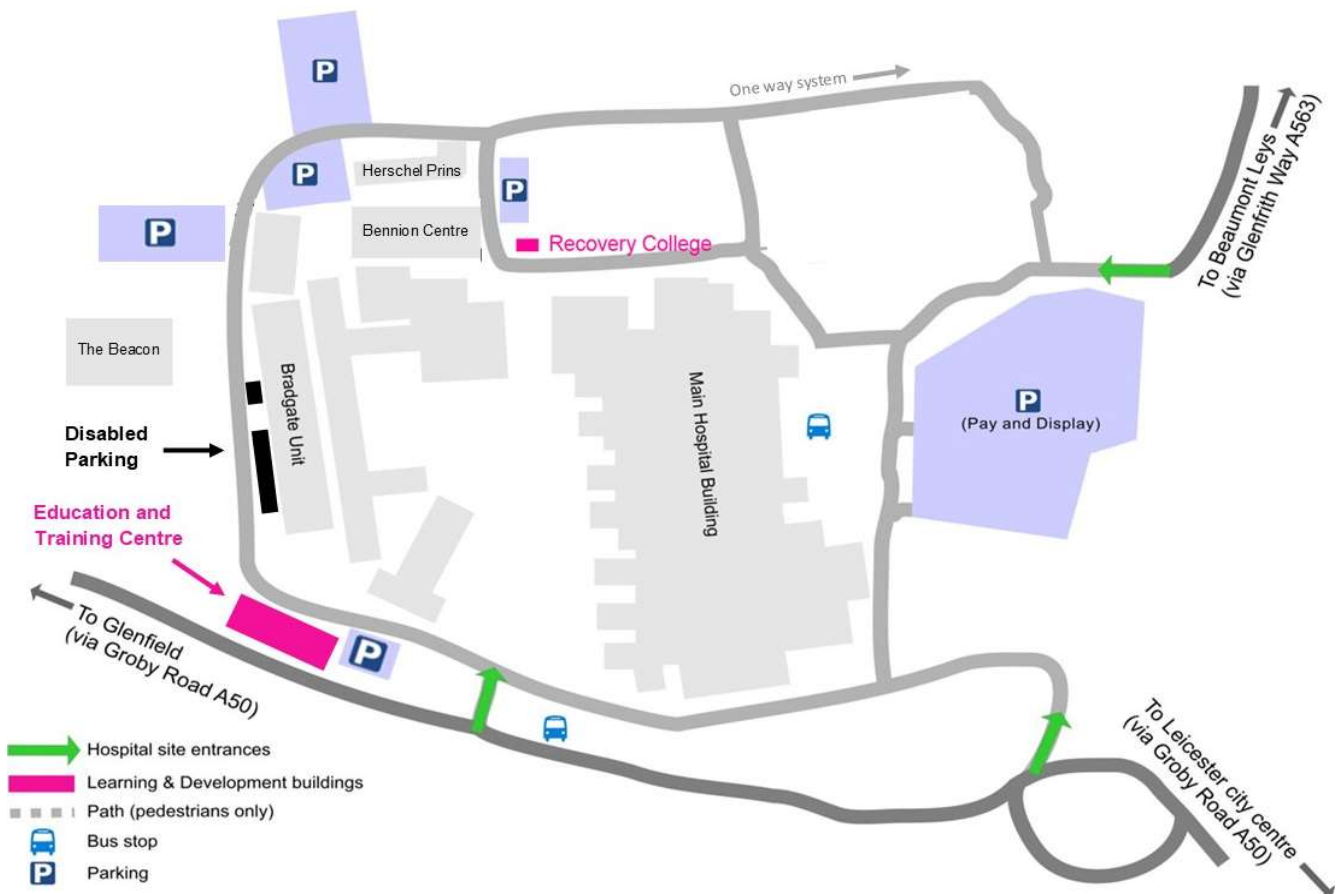 P
One way system
P
Herschel Prins
P
P
Bennion Centre
Recovery College
To Beaumont Leys
(via Glenfrith Way A563)
The Beacon
Bradgate Unit
Main Hospital Building
P
(Pay and Display)
Disabled
Parking
Education and
Training Centre
To Glenfield
(via Groby Road A50)
P
To Leicester city centre
(via Groby Road A50)
Hospital site entrances
Learning & Development buildings
Path (pedestrians only)
Bus stop
P
Parking